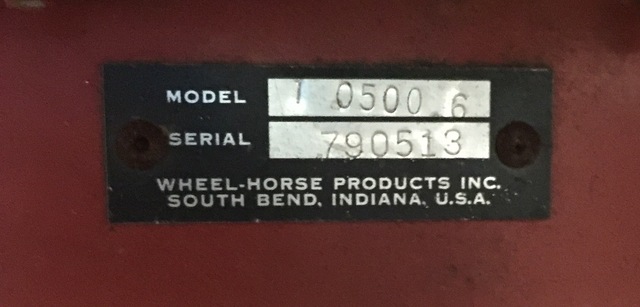 MODEL 1 0500.6
SERIAL 790513
WHEEL-HORSE PRODUCTS INC.
SOUTH BEND, INDIANA, U.S.A.